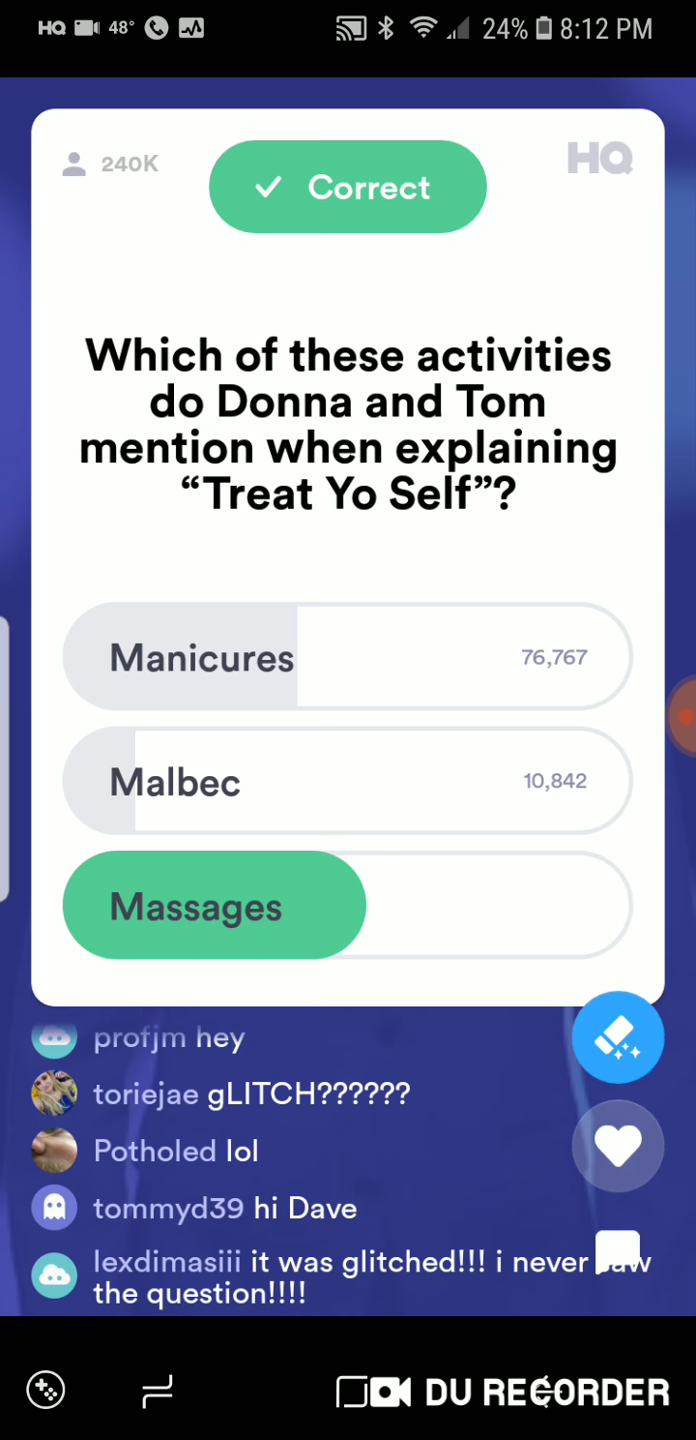 HQ 48° 24% 8:12 PM
240K
Correct
HQ
Which of these activities
do Donna and Tom
mention when explaining
“Treat Yo Self”?
Manicures 76,767
Malbec 10,842
Massages
profjm hey
toriejae gLITCH??????
Potholed lol
tommyd39 hi Dave
lexdimasiii it was glitched!!! i never saw
the question!!!!
DU RECORDER